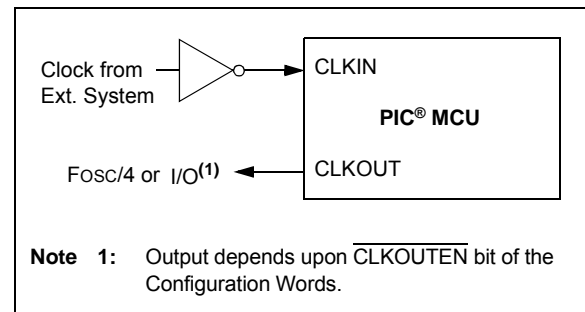 Clock from
Ext. System
CLKIN
PIC® MCU
FOSC/4 or I/O(1)
CLKOUT
Note 1: Output depends upon CLKOUTEN bit of the
Configuration Words.